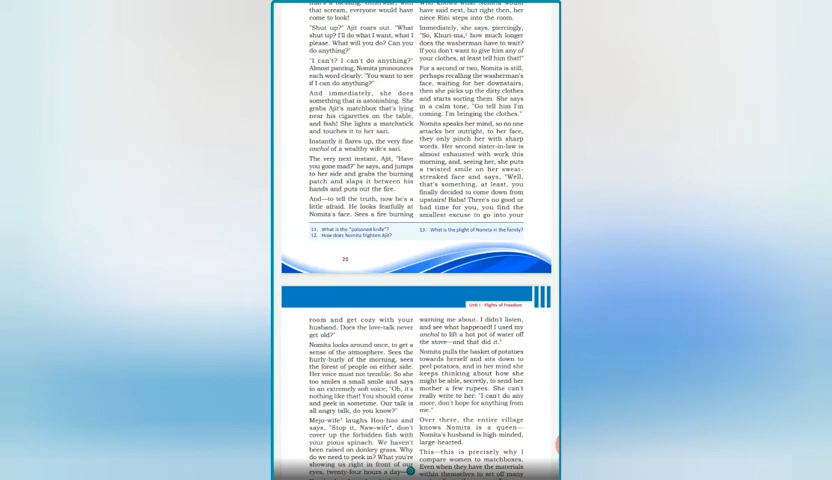 that scream, everyone would have
come to look!
"Shut up?" Ajit roars out. "What
shut up? I'll do what I want, what I
please. What will you do? Can you
do anything?"
"I can't? I can't do anything?"
Almost panting, Nomita pronounces
each word clearly: "You want to see
if I can do anything?"
And immediately, she does
something that is astonishing. She
grabs Ajit's matchbox that's lying
near his cigarettes on the table,
and fssh! She lights a matchstick
and touches it to her sari.
Instantly it flares up, the very fine
anchol of a wealthy wife's sari.
The very next instant, Ajit, "Have
you gone mad?" he says, and jumps
to her side and grabs the burning
patch and slaps it between his
hands and puts out the fire.
And—to tell the truth, now he's a
little afraid. He looks fearfully at
Nomita's face. Sees a fire burning
have said next, but right then, her
niece Rini steps into the room.
Immediately, she says, piercingly,
"So, Khuri-ma,² how much longer
does the washerman have to wait?
If you don't want to give him any of
your clothes, at least tell him that!"
For a second or two, Nomita is still,
perhaps recalling the washerman's
face, waiting for her downstairs,
then she picks up the dirty clothes
and starts sorting them. She says
in a calm tone, "Go tell him I'm
coming. I'm bringing the clothes."
Nomita speaks her mind, so no one
attacks her outright, to her face,
they only pinch her with sharp
words. Her second sister-in-law is
almost exhausted with work this
morning, and, seeing her, she puts
a twisted smile on her sweat-
streaked face and says, "Well,
that's something, at least, you
finally decided to come down from
upstairs! Baba! There's no good or
bad time for you, you find the
smallest excuse to go into your
11. What is the "poisoned knife"?
12. How does Nomita frighten Ajit?
13. What is the plight of Nomita in the family?
20
Unit I - Flights of Freedom
room and get cozy with your
husband. Does the love-talk never
get old?"
Nomita looks around once, to get a
sense of the atmosphere. Sees the
hurly-burly of the morning, sees
the forest of people on either side.
Her voice must not tremble. So she
too smiles a small smile and says
in an extremely soft voice, "Oh, it's
nothing like that! You should come
and peek in sometime. Our talk is
all angry talk, do you know?"
Mejo-wife³ laughs Hoo-hoo and
says, "Stop it, Naw-wife⁴, don't
cover up the forbidden fish with
your pious spinach. We haven't
been raised on donkey grass. Why
do we need to peek in? What you're
showing us right in front of our
eyes, twenty-four hours a day—
warning me about. I didn't listen,
and see what happened! I used my
anchol to lift a hot pot of water off
the stove—and that did it."
Nomita pulls the basket of potatoes
towards herself and sits down to
peel potatoes, and in her mind she
keeps thinking about how she
might be able, secretly, to send her
mother a few rupees. She can't
really write to her: "I can't do any
more, don't hope for anything from
me."
Over there, the entire village
knows Nomita is a queen—
Nomita's husband is high-minded,
large-hearted.
This—this is precisely why I
compare women to matchboxes.
Even when they have the materials
within themselves to set off many